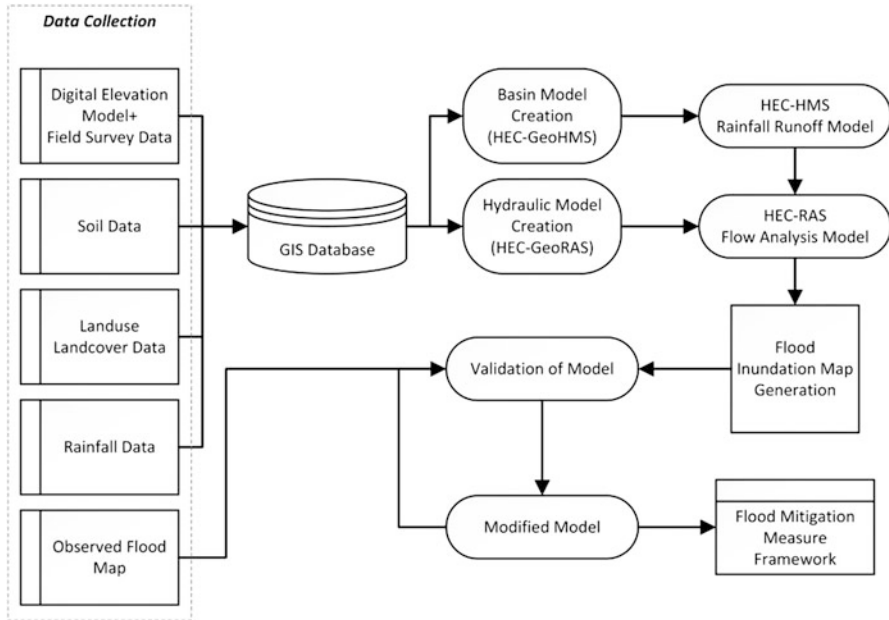 Data Collection
Digital Elevation
Model+
Field Survey Data
Soil Data
Landuse
Landcover Data
Rainfall Data
Observed Flood
Map
GIS Database
Basin Model
Creation
(HEC-GeoHMS)
Hydraulic Model
Creation
(HEC-GeoRAS)
HEC-HMS
Rainfall Runoff Model
HEC-RAS
Flow Analysis Model
Flood
Inundation Map
Generation
Validation of Model
Modified Model
Flood Mitigation
Measure
Framework